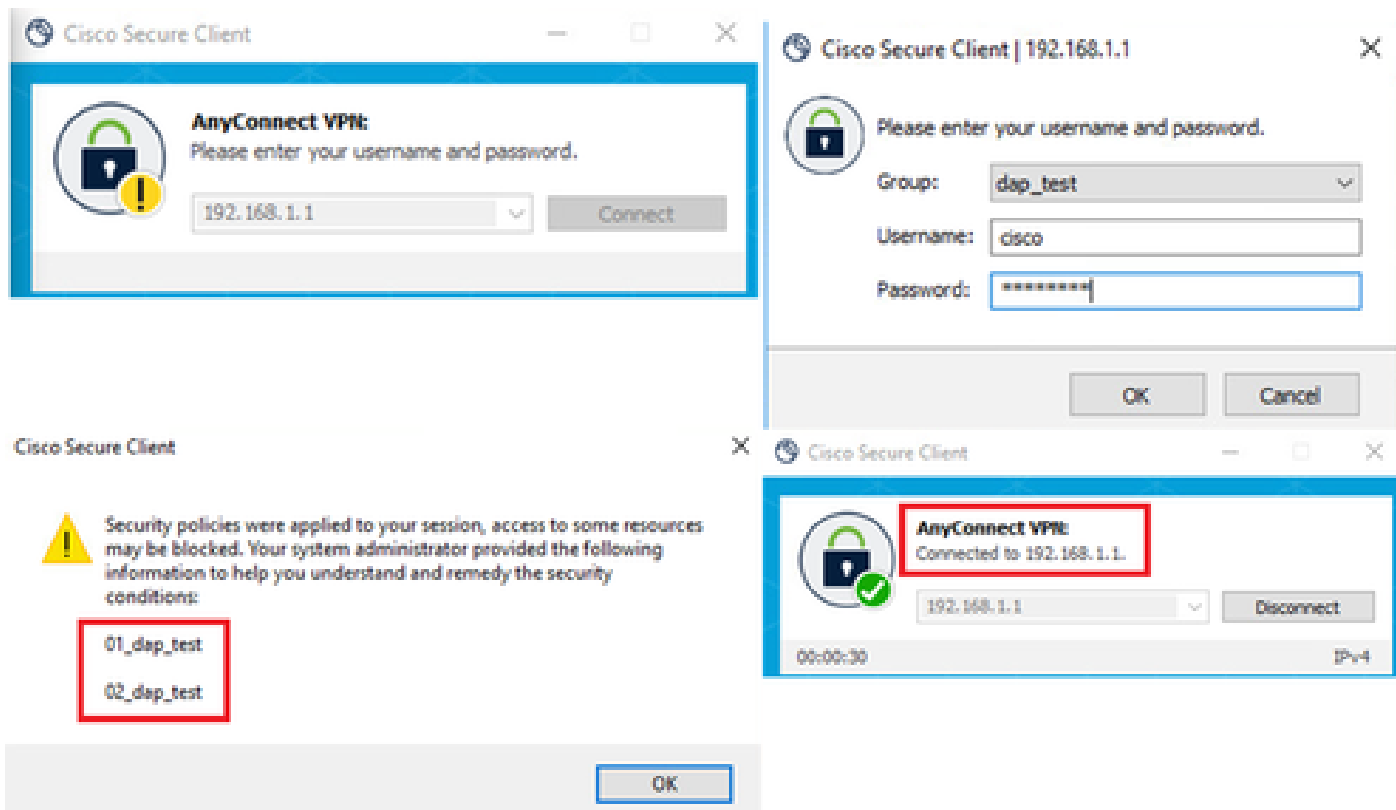 Cisco Secure Client
AnyConnect VPN:
Please enter your username and password.
192.168.1.1
Connect
Cisco Secure Client | 192.168.1.1
Please enter your username and password.
Group:
dap_test
Username:
cisco
Password:
********
OK
Cancel
Cisco Secure Client
Security policies were applied to your session, access to some resources
may be blocked. Your system administrator provided the following
information to help you understand and remedy the security
conditions:
01_dap_test
02_dap_test
OK
Cisco Secure Client
AnyConnect VPN:
Connected to 192.168.1.1.
192.168.1.1
Disconnect
00:00:30
IPv4